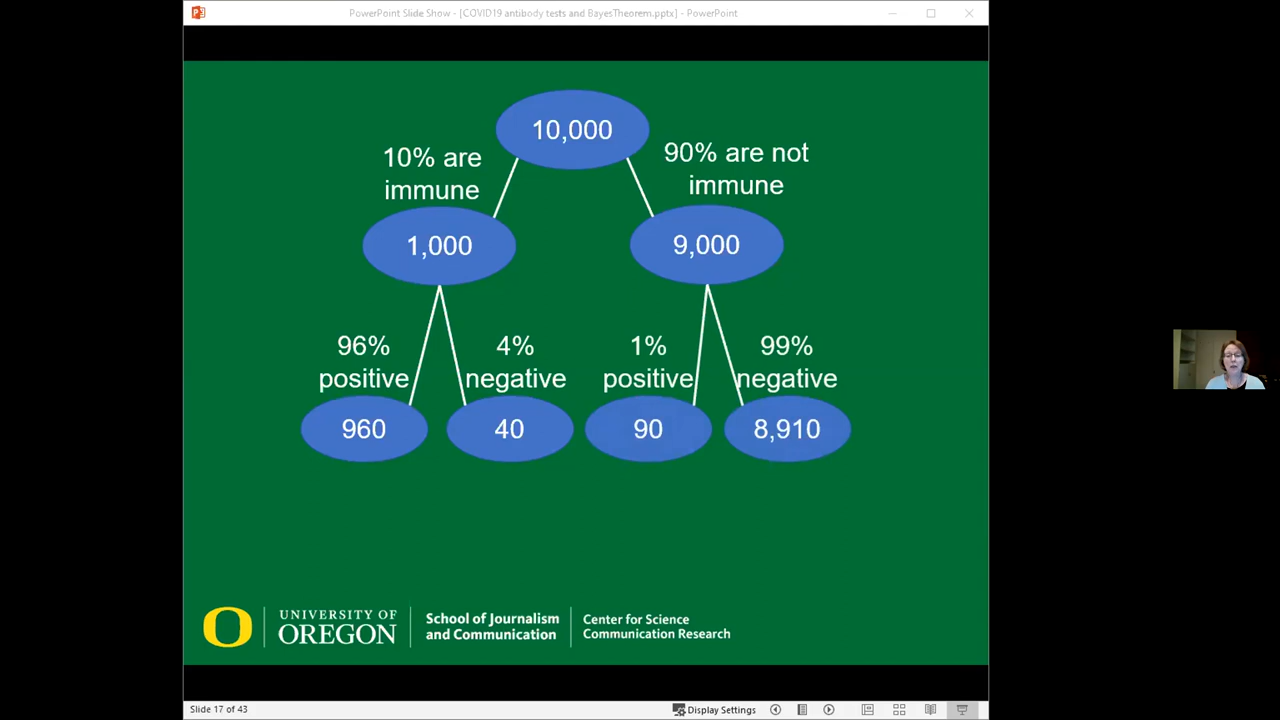 PowerPoint Slide Show - [COVID19 antibody tests and BayesTheorem.pptx] - PowerPoint
10,000
10% are
immune
90% are not
immune
1,000
9,000
96%
positive
4%
negative
1%
positive
99%
negative
960
40
90
8,910
UNIVERSITY OF
OREGON
School of Journalism
and Communication
Center for Science
Communication Research
Slide 17 of 43
Display Settings